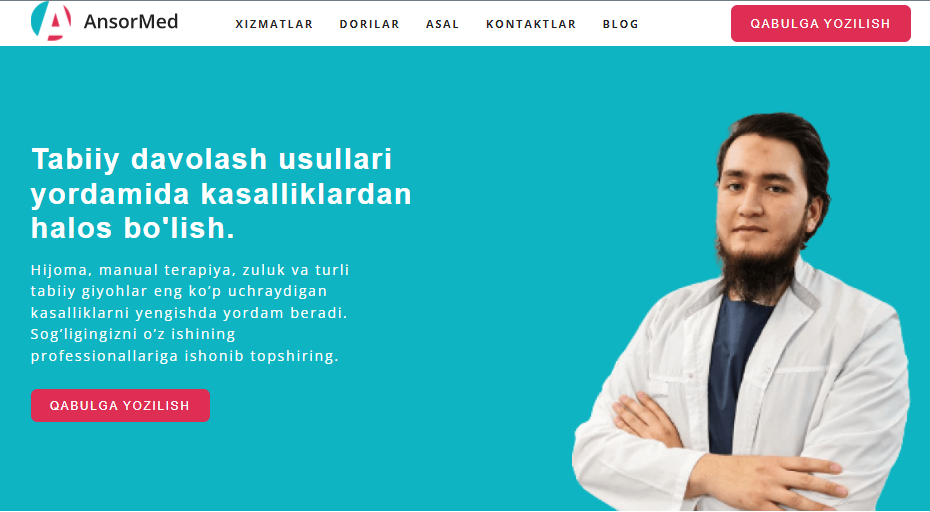 AnsorMed
XIZMATLAR DORILAR ASAL KONTAKTLAR BLOG
QABULGA YOZILISH
Tabiiy davolash usullari
yordamida kasalliklardan
halos bo'lish.
Hijoma, manual terapiya, zuluk va turli
tabiiy giyohlar eng ko‘p uchraydigan
kasalliklarni yengishda yordam beradi.
Sog‘ligingizni o‘z ishining
professionallariga ishonib topshiring.
QABULGA YOZILISH